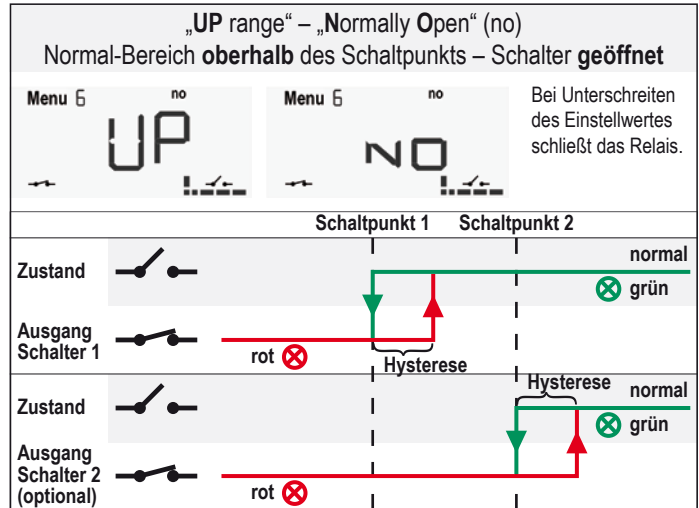 „UP range“ – „Normally Open“ (no)
Normal-Bereich oberhalb des Schaltpunkts – Schalter geöffnet
Menu 6 no
UP
Menu 6 no
NO
Bei Unterschreiten
des Einstellwertes
schließt das Relais.
Schaltpunkt 1 Schaltpunkt 2
Zustand
normal
grün
Ausgang
Schalter 1
rot
Hysterese
Zustand
Hysterese
normal
grün
Ausgang
Schalter 2
(optional)
rot